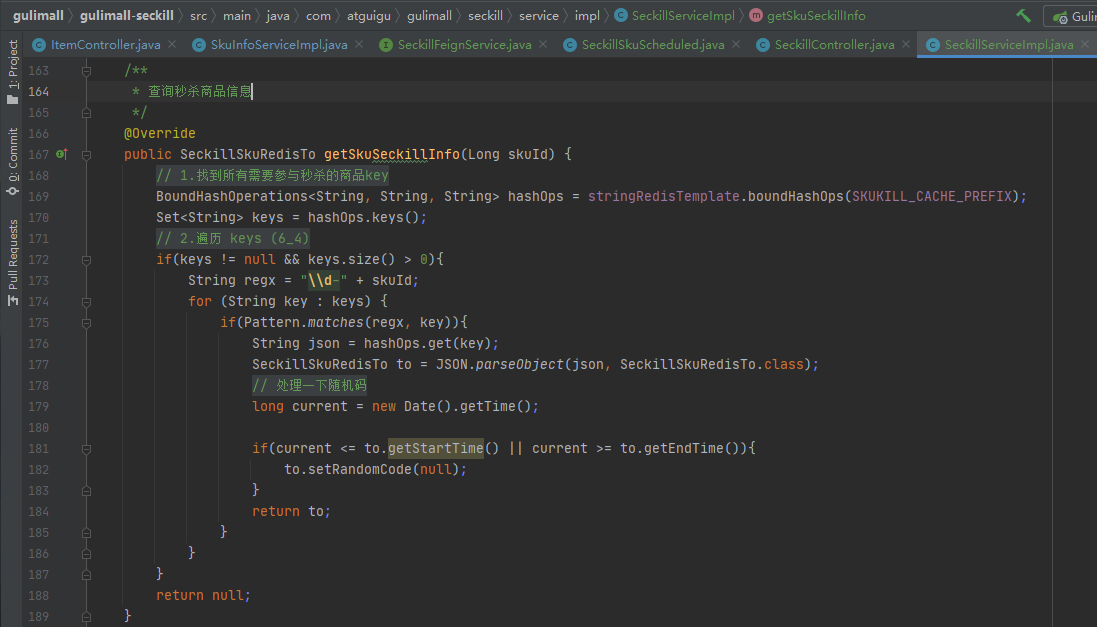 gulimall 〉 gulimall-seckill 〉 src 〉 main 〉 java 〉 com 〉 atguigu 〉 gulimall 〉 seckill 〉 service 〉 impl 〉 C SeckillServiceImpl 〉 m getSkuSeckillInfo
C ItemController.java × C SkuInfoServiceImpl.java × I SeckillFeignService.java × C SeckillSkuScheduled.java × C SeckillController.java × C SeckillServiceImpl.java ×
1: Project
0: Commit
Pull Requests
163 /**
164 * 查询秒杀商品信息
165 */
166 @Override
167 public SeckillSkuRedisTo getSkuSeckillInfo(Long skuId) {
168 // 1.找到所有需要参与秒杀的商品key
169 BoundHashOperations<String, String, String> hashOps = stringRedisTemplate.boundHashOps(SKUKILL_CACHE_PREFIX);
170 Set<String> keys = hashOps.keys();
171 // 2.遍历 keys (6_4)
172 if(keys != null && keys.size() > 0){
173 String regx = "\\d-" + skuId;
174 for (String key : keys) {
175 if(Pattern.matches(regx, key)){
176 String json = hashOps.get(key);
177 SeckillSkuRedisTo to = JSON.parseObject(json, SeckillSkuRedisTo.class);
178 // 处理一下随机码
179 long current = new Date().getTime();
180
181 if(current <= to.getStartTime() || current >= to.getEndTime()){
182 to.setRandomCode(null);
183 }
184 return to;
185 }
186 }
187 }
188 return null;
189 }